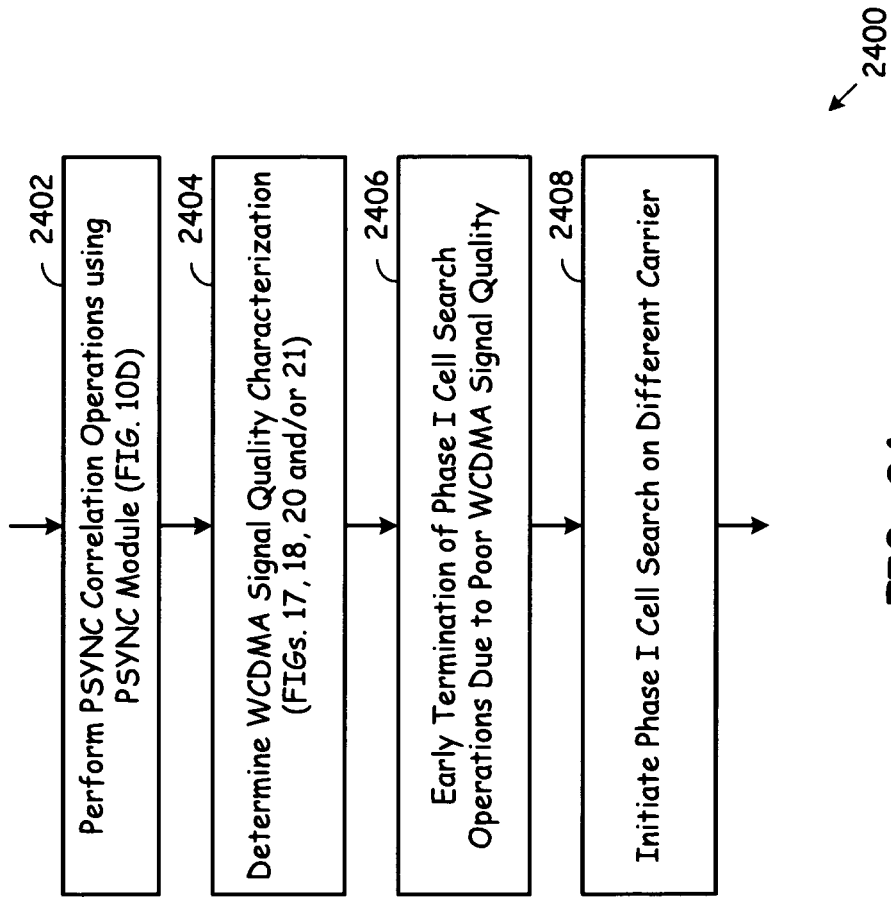 2402
Perform PSYNC Correlation Operations using
PSYNC Module (FIG. 10D)
2404
Determine WCDMA Signal Quality Characterization
(FIGs. 17, 18, 20 and/or 21)
2406
Early Termination of Phase I Cell Search
Operations Due to Poor WCDMA Signal Quality
2408
Initiate Phase I Cell Search on Different Carrier
2400